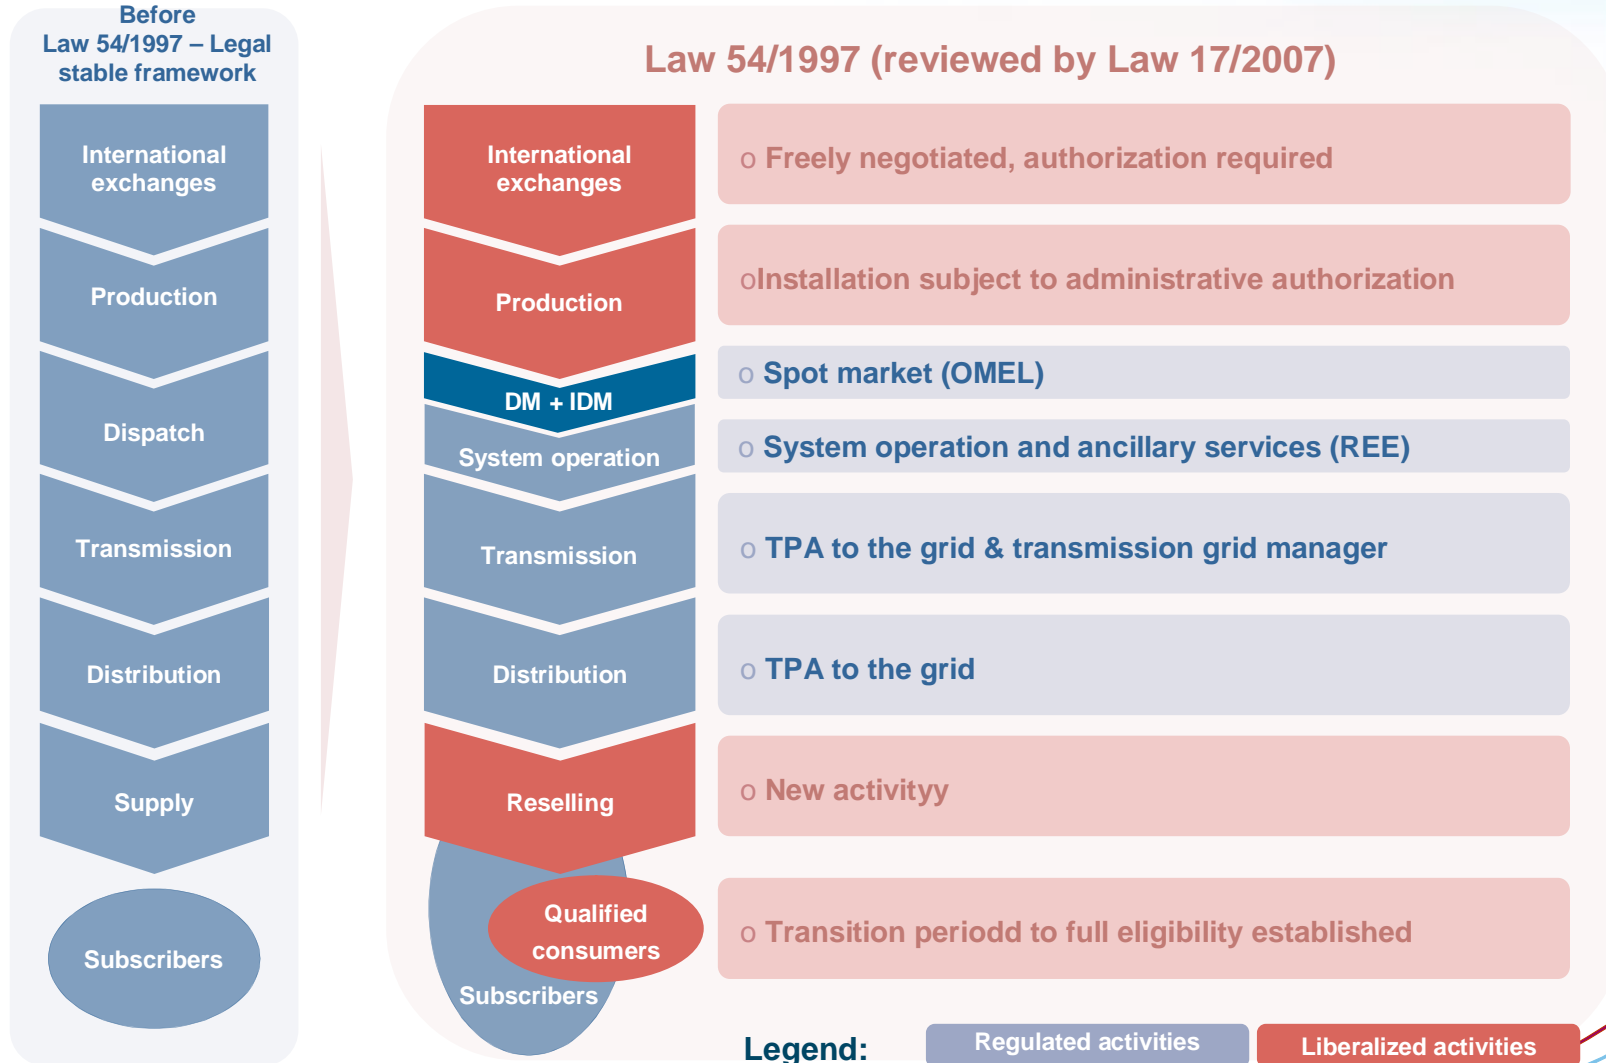 Before
Law 54/1997 – Legal
stable framework
International
exchanges
Production
Dispatch
Transmission
Distribution
Supply
Subscribers
Law 54/1997 (reviewed by Law 17/2007)
International
exchanges
o Freely negotiated, authorization required
Production
oInstallation subject to administrative authorization
DM + IDM
o Spot market (OMEL)
System operation
o System operation and ancillary services (REE)
Transmission
o TPA to the grid & transmission grid manager
Distribution
o TPA to the grid
Reselling
o New activityy
Qualified
consumers
o Transition periodd to full eligibility established
Subscribers
Legend:
Regulated activities
Liberalized activities